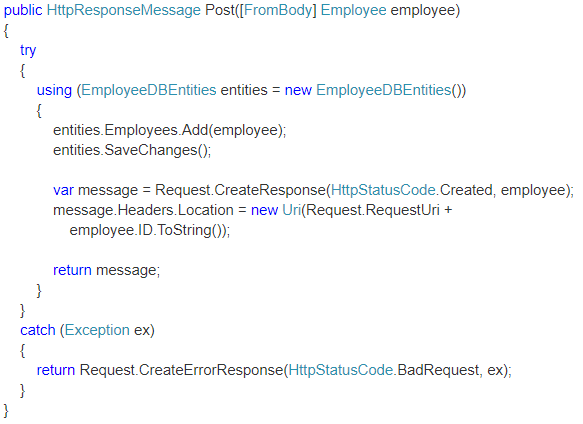 public HttpResponseMessage Post([FromBody] Employee employee)
{
    try
    {
        using (EmployeeDBEntities entities = new EmployeeDBEntities())
        {
            entities.Employees.Add(employee);
            entities.SaveChanges();

            var message = Request.CreateResponse(HttpStatusCode.Created, employee);
            message.Headers.Location = new Uri(Request.RequestUri +
                employee.ID.ToString());

            return message;
        }
    }
    catch (Exception ex)
    {
        return Request.CreateErrorResponse(HttpStatusCode.BadRequest, ex);
    }
}